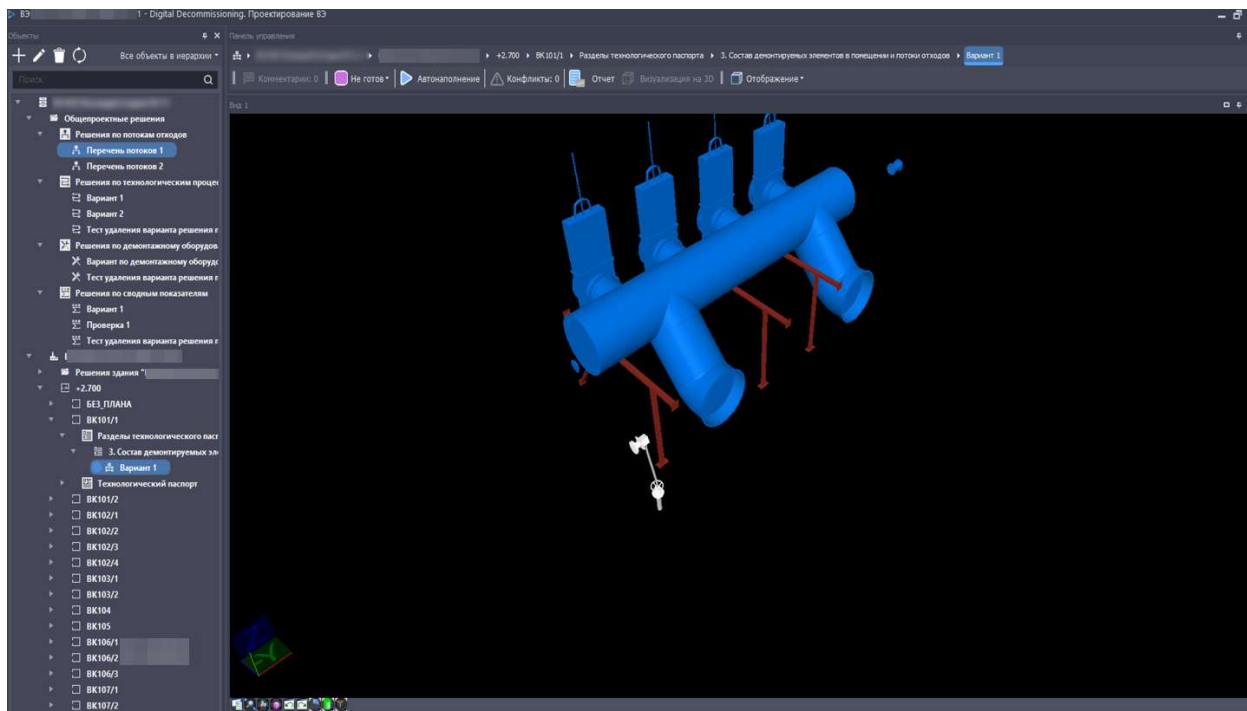 ВЭ
1 - Digital Decommissioning. Проектирование ВЭ
Объекты
Панель управления
Все объекты в иерархии
+2.700
ВК101/1
Разделы технологического паспорта
3. Состав демонтируемых элементов в помещении и потоки отходов
Вариант 1
Комментарии: 0
Не готов
Автонаполнение
Конфликты: 0
Отчет
Визуализация на 3D
Отображение
Поиск
Вид: 1
Общепроектные решения
Решения по потокам отходов
Перечень потоков 1
Перечень потоков 2
Решения по технологическим процес
Вариант 1
Вариант 2
Тест удаления варианта решения п
Решения по демонтажному оборудов
Вариант по демонтажному оборудо
Тест удаления варианта решения п
Решения по сводным показателям
Вариант 1
Проверка 1
Тест удаления варианта решения п
Решения здания "
+2.700
БЕЗ_ПЛАНА
ВК101/1
Разделы технологического пасп
3. Состав демонтируемых эле
Вариант 1
Технологический паспорт
ВК101/2
ВК102/1
ВК102/2
ВК102/3
ВК102/4
ВК103/1
ВК103/2
ВК104
ВК105
ВК106/1
ВК106/2
ВК106/3
ВК107/1
ВК107/2
Z
Y